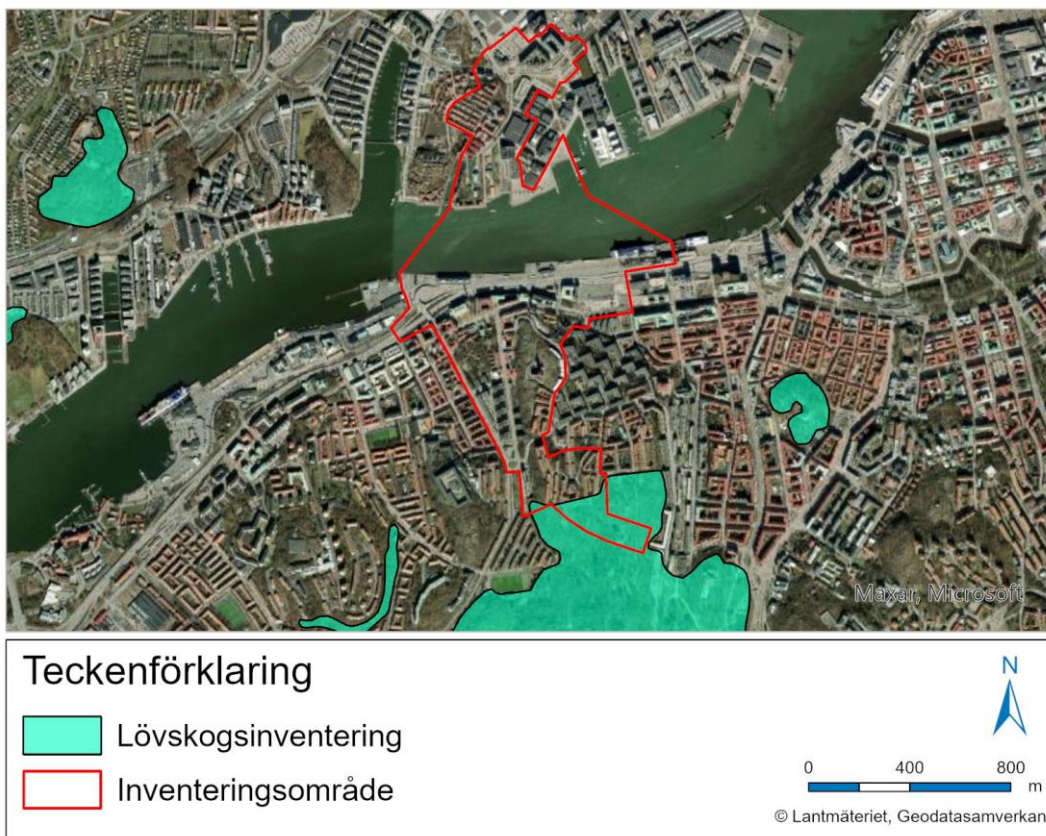 Maxar, Microsoft
Teckenförklaring
Lövskogsinventering
Inventeringsområde
N
0 400 800
m
© Lantmäteriet, Geodatasamverkan